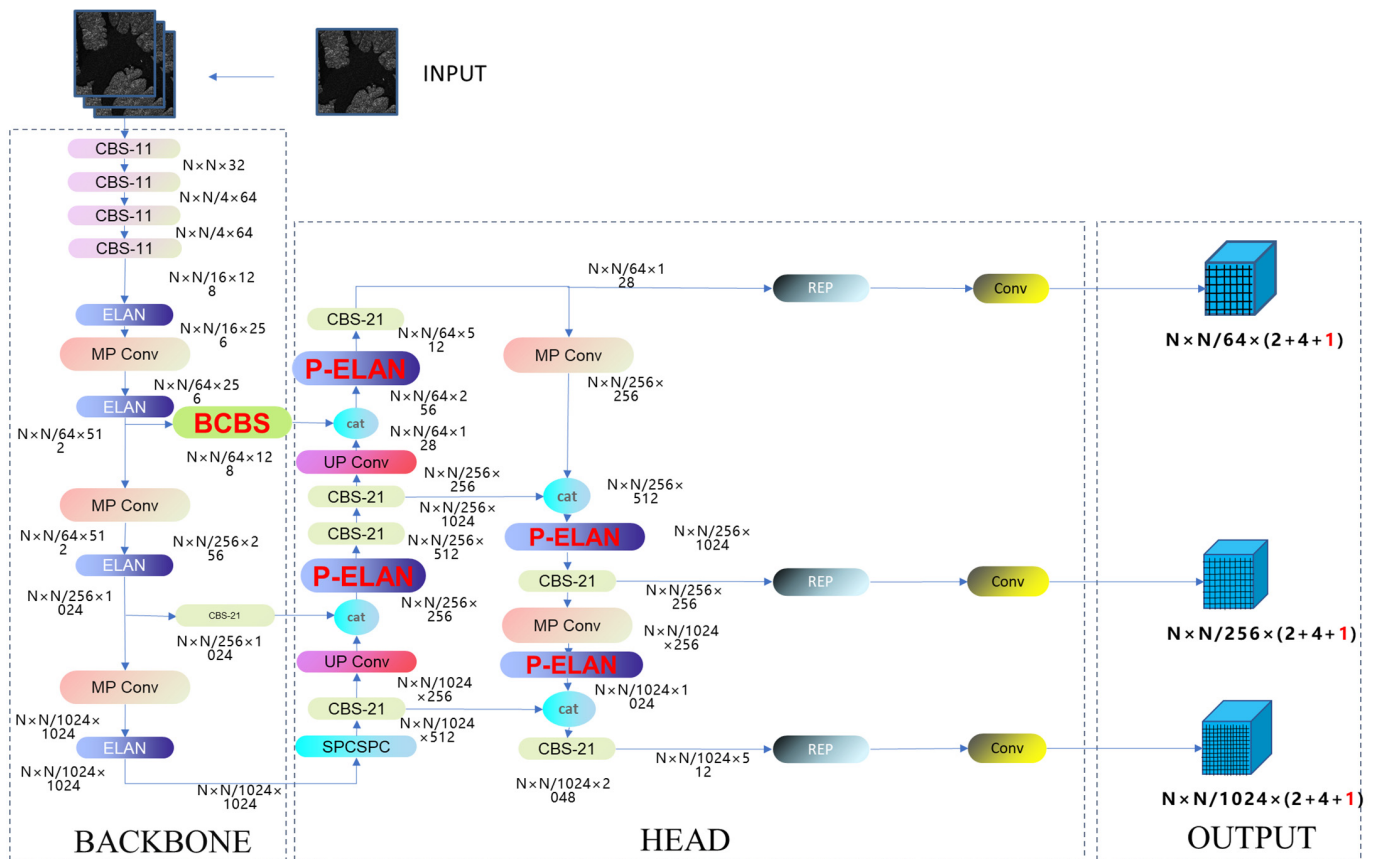 INPUT
CBS-11
N×N×32
CBS-11
N×N/4×64
CBS-11
N×N/4×64
CBS-11
N×N/16×12
8
ELAN
N×N/16×25
6
MP Conv
N×N/64×25
6
ELAN
BCBS
N×N/64×51
2
N×N/64×12
8
MP Conv
N×N/64×51
2
N×N/256×2
56
ELAN
N×N/256×1
024
CBS-21
N×N/256×1
024
MP Conv
N×N/1024×
1024
ELAN
N×N/1024×
1024
N×N/1024×
1024
BACKBONE
CBS-21
N×N/64×5
12
P-ELAN
N×N/64×2
56
cat
N×N/64×1
28
UP Conv
N×N/256×
256
CBS-21
N×N/256×
1024
CBS-21
N×N/256×
512
P-ELAN
N×N/256×
256
cat
UP Conv
N×N/1024
×256
CBS-21
N×N/1024
×512
SPCSPC
N×N/64×1
28
MP Conv
N×N/256×
256
cat
N×N/256×
512
P-ELAN
N×N/256×
1024
CBS-21
N×N/256×
256
MP Conv
N×N/1024
×256
P-ELAN
N×N/1024×1
024
cat
CBS-21
N×N/1024×5
12
N×N/1024×2
048
REP
Conv
REP
Conv
REP
Conv
HEAD
N×N/64×(2+4+1)
N×N/256×(2+4+1)
N×N/1024×(2+4+1)
OUTPUT